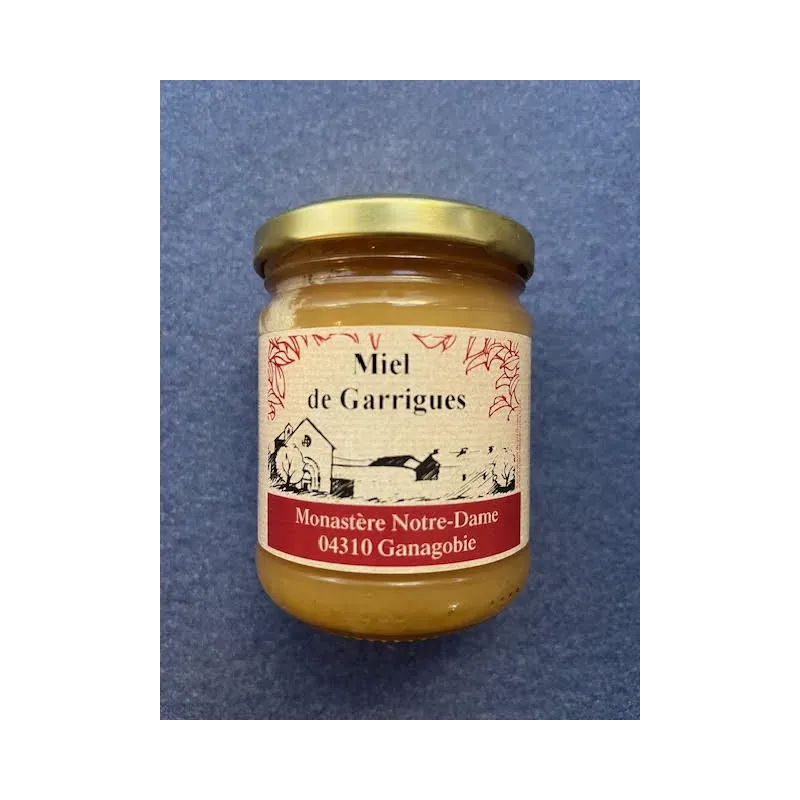 Miel
de Garrigues
Monastère Notre-Dame
04310 Ganagobie